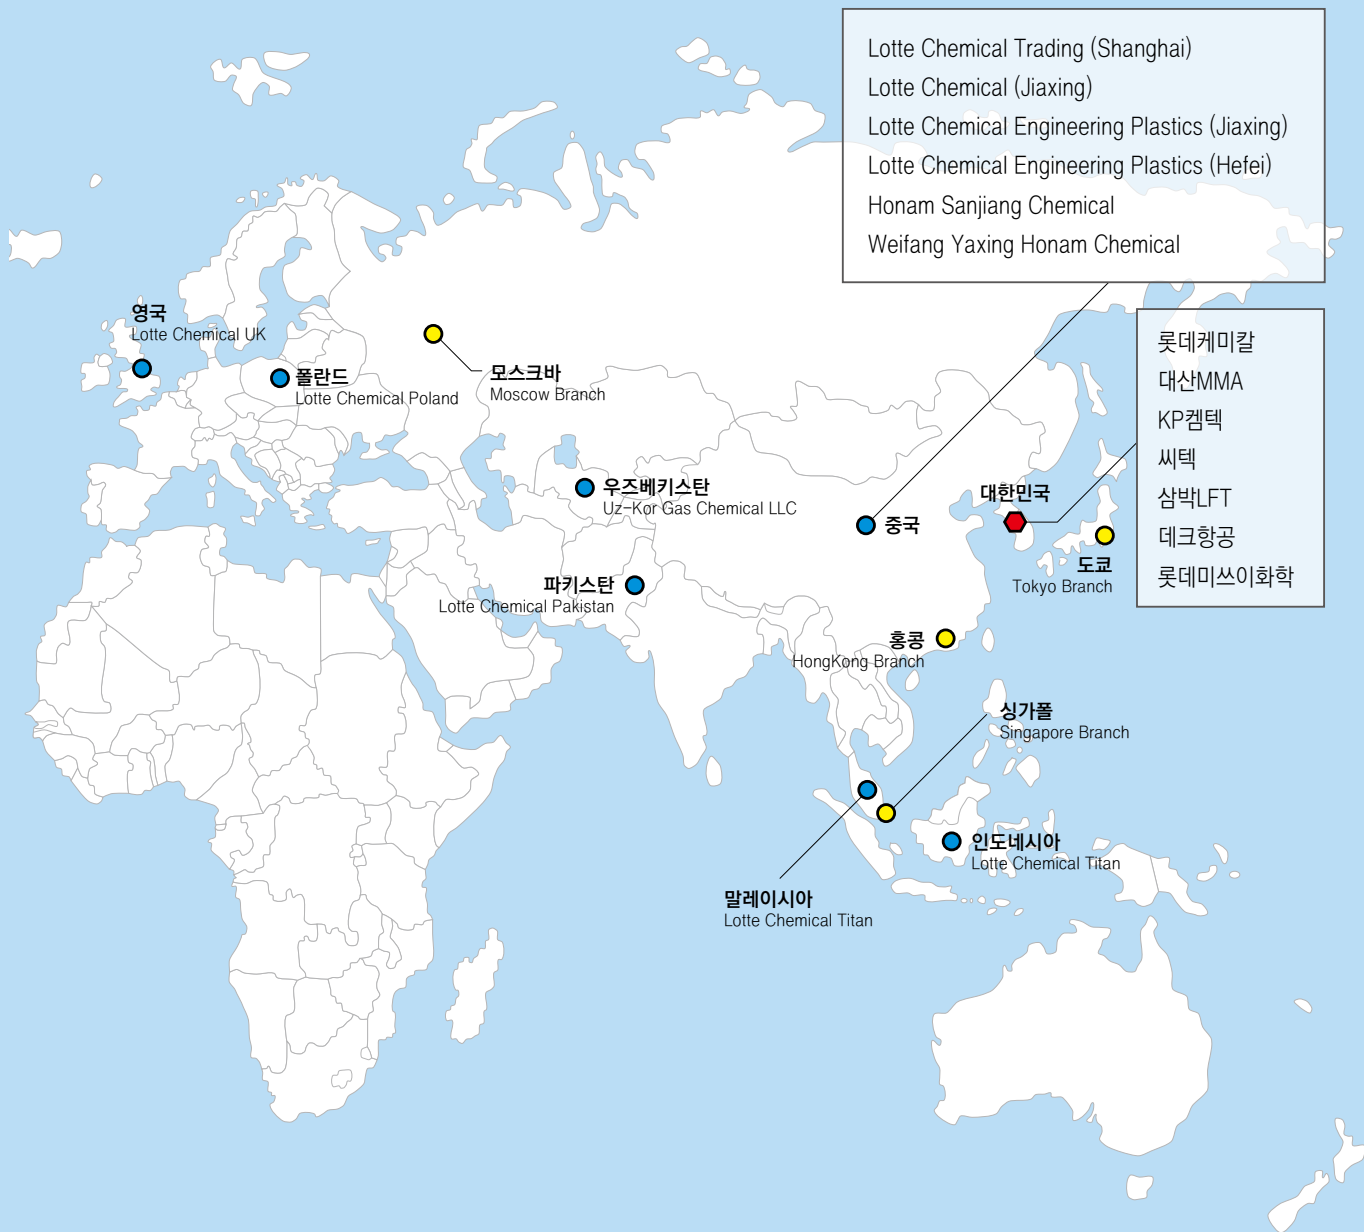 Lotte Chemical Trading (Shanghai)
Lotte Chemical (Jiaxing)
Lotte Chemical Engineering Plastics (Jiaxing)
Lotte Chemical Engineering Plastics (Hefei)
Honam Sanjiang Chemical
Weifang Yaxing Honam Chemical
롯데케미칼
대산MMA
KP켐텍
씨텍
삼박LFT
데크항공
롯데미쓰이화학
영국
Lotte Chemical UK
폴란드
Lotte Chemical Poland
모스크바
Moscow Branch
우즈베키스탄
Uz-Kor Gas Chemical LLC
중국
대한민국
도쿄
Tokyo Branch
파키스탄
Lotte Chemical Pakistan
홍콩
HongKong Branch
싱가폴
Singapore Branch
인도네시아
Lotte Chemical Titan
말레이시아
Lotte Chemical Titan